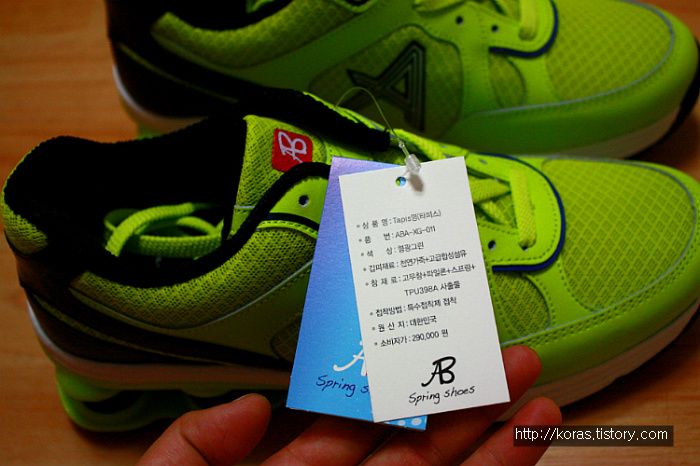 AB
• 상 품 명 : Tapis명(타피스)
• 품 번 : ABA-XG-011
• 색 상 : 형광그린
• 갑피재료 : 천연가죽+고급합성섬유
• 창 재 료 : 고무창+파일론+스프링+
TPU398A 사출물
• 접착방법 : 특수접착제 접착
• 원 산 지 : 대한민국
• 소비자가 : 290,000 원
AB
Spring shoes
AB
Spring shoes
http://koras.tistory.com